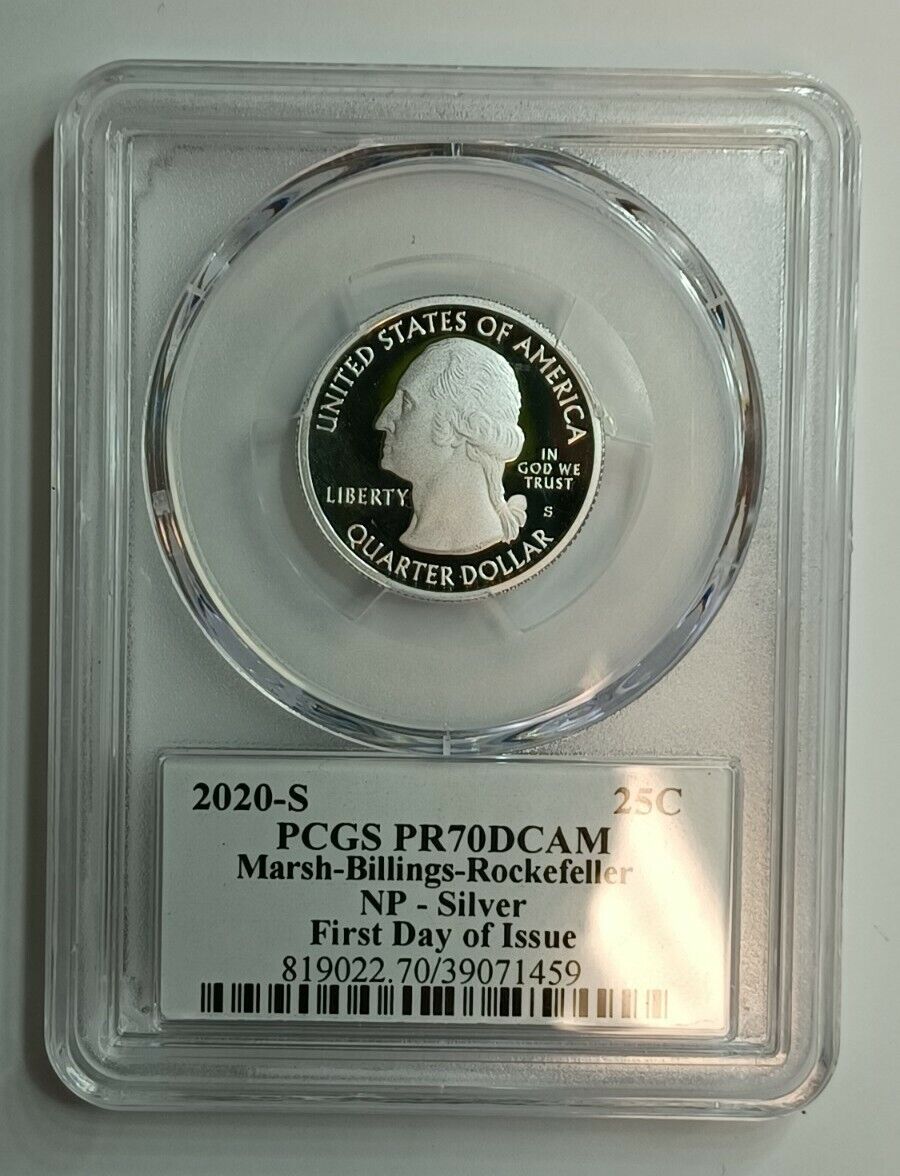 UNITED STATES OF AMERICA
LIBERTY
IN
GOD WE
TRUST
S
QUARTER DOLLAR
2020-S 25C
PCGS PR70DCAM
Marsh-Billings-Rockefeller
NP - Silver
First Day of Issue
819022.70/39071459